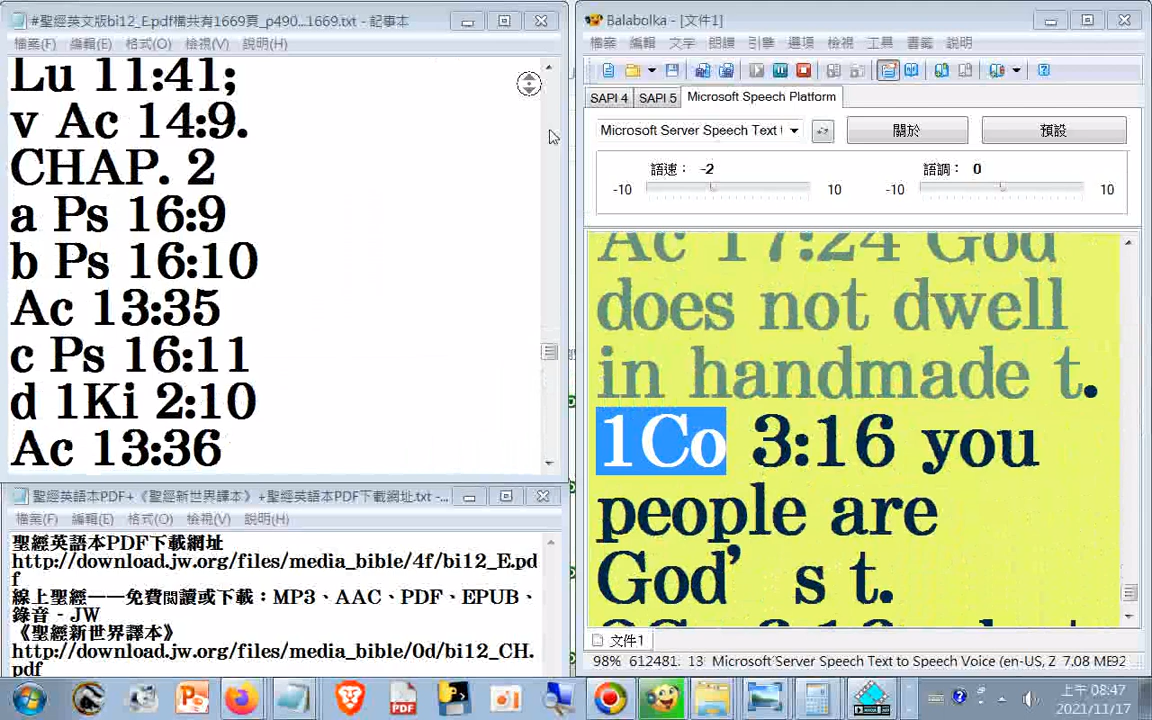 #聖經英文版bi12_E.pdf檔共有1669頁_p490...1669.txt - 記事本
檔案(F) 編輯(E) 格式(O) 檢視(V) 說明(H)
Lu 11:41;
v Ac 14:9.
CHAP. 2
a Ps 16:9
b Ps 16:10
Ac 13:35
c Ps 16:11
d 1Ki 2:10
Ac 13:36
聖經英語本PDF+《聖經新世界譯本》+聖經英語本PDF下載網址.txt -...
檔案(F) 編輯(E) 格式(O) 檢視(V) 說明(H)
聖經英語本PDF下載網址
http://download.jw.org/files/media_bible/4f/bi12_E.pd
f
線上聖經——免費閱讀或下載：MP3、AAC、PDF、EPUB、
錄音 - JW
《聖經新世界譯本》
http://download.jw.org/files/media_bible/0d/bi12_CH.
pdf
Balabolka - [文件1]
檔案 編輯 文字 朗讀 引擎 選項 檢視 工具 書籤 說明
SAPI 4 SAPI 5 Microsoft Speech Platform
Microsoft Server Speech Text t
關於 預設
語速： -2 語調： 0
-10 10 -10 10
Ac 17:24 God
does not dwell
in handmade t.
1Co 3:16 you
people are
God’s t.
文件1
98% 612481. 13 Microsoft Server Speech Text to Speech Voice (en-US, Z 7.08 ME92
PDF
上午 08:47
2021/11/17